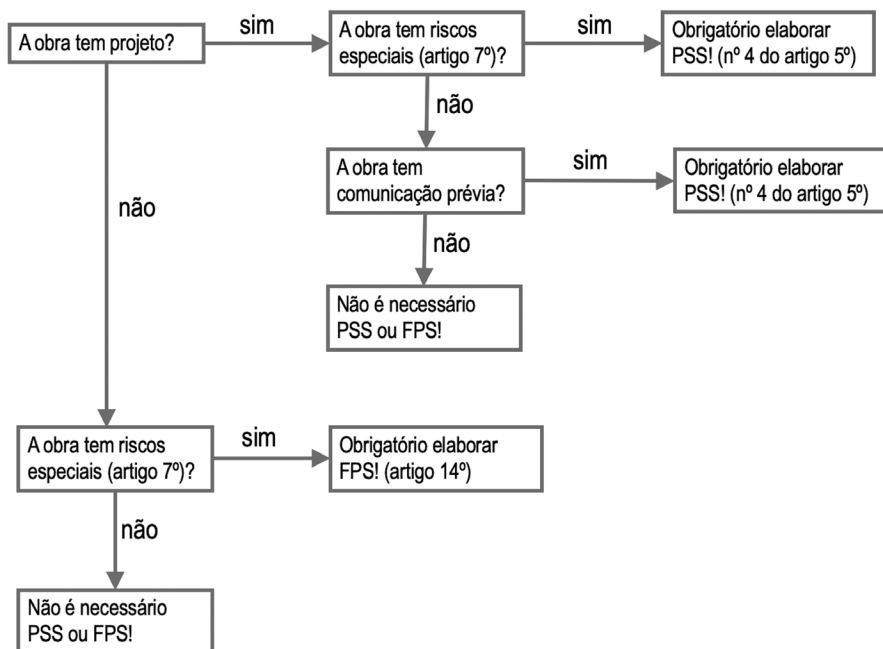 A obra tem projeto?
sim
A obra tem riscos
especiais (artigo 7º)?
sim
Obrigatório elaborar
PSS! (nº 4 do artigo 5º)
não
A obra tem
comunicação prévia?
sim
Obrigatório elaborar
PSS! (nº 4 do artigo 5º)
não
não
Não é necessário
PSS ou FPS!
A obra tem riscos
especiais (artigo 7º)?
sim
Obrigatório elaborar
FPS! (artigo 14º)
não
Não é necessário
PSS ou FPS!